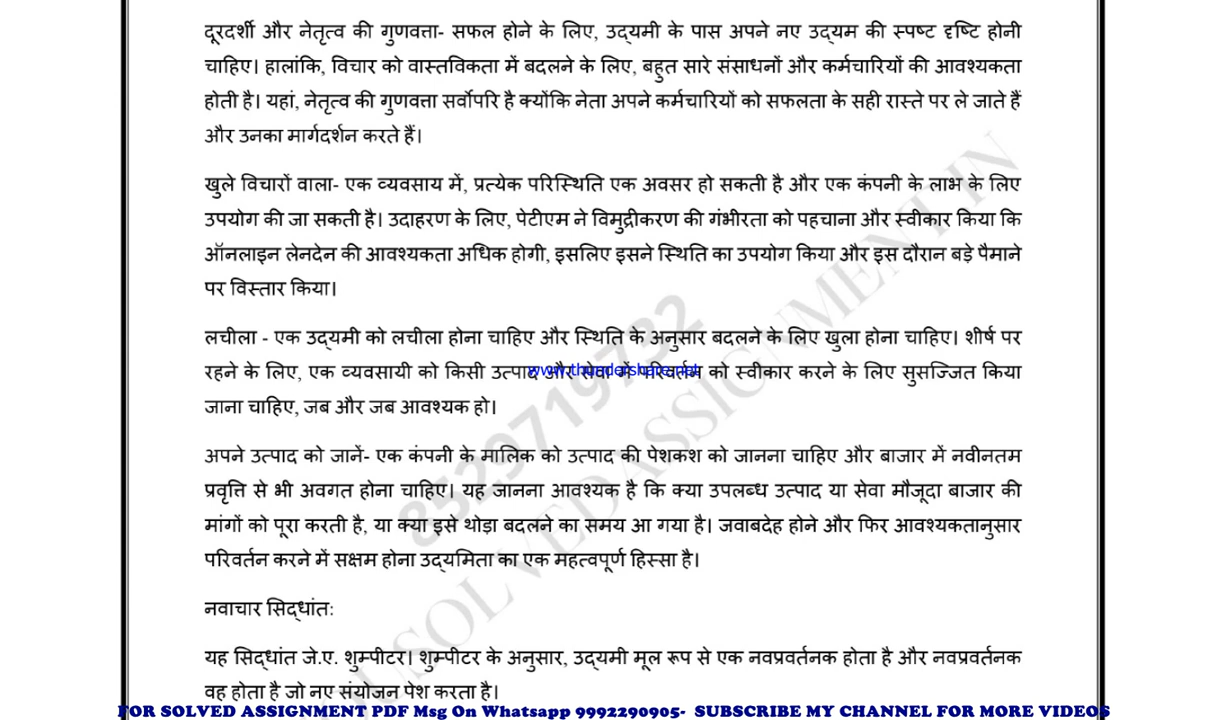 दूरदर्शी और नेतृत्व की गुणवत्ता- सफल होने के लिए, उद्यमी के पास अपने नए उद्यम की स्पष्ट दृष्टि होनी
चाहिए। हालांकि, विचार को वास्तविकता में बदलने के लिए, बहुत सारे संसाधनों और कर्मचारियों की आवश्यकता
होती है। यहां, नेतृत्व की गुणवत्ता सर्वोपरि है क्योंकि नेता अपने कर्मचारियों को सफलता के सही रास्ते पर ले जाते हैं
और उनका मार्गदर्शन करते हैं।
खुले विचारों वाला- एक व्यवसाय में, प्रत्येक परिस्थिति एक अवसर हो सकती है और एक कंपनी के लाभ के लिए
उपयोग की जा सकती है। उदाहरण के लिए, पेटीएम ने विमुद्रीकरण की गंभीरता को पहचाना और स्वीकार किया कि
ऑनलाइन लेनदेन की आवश्यकता अधिक होगी, इसलिए इसने स्थिति का उपयोग किया और इस दौरान बड़े पैमाने
पर विस्तार किया।
लचीला - एक उद्यमी को लचीला होना चाहिए और स्थिति के अनुसार बदलने के लिए खुला होना चाहिए। शीर्ष पर
रहने के लिए, एक व्यवसायी को किसी उत्पाद और सेवा में परिवर्तन को स्वीकार करने के लिए सुसज्जित किया
www.thundershare.net
जाना चाहिए, जब और जब आवश्यक हो।
अपने उत्पाद को जानें- एक कंपनी के मालिक को उत्पाद की पेशकश को जानना चाहिए और बाजार में नवीनतम
प्रवृत्ति से भी अवगत होना चाहिए। यह जानना आवश्यक है कि क्या उपलब्ध उत्पाद या सेवा मौजूदा बाजार की
मांगों को पूरा करती है, या क्या इसे थोड़ा बदलने का समय आ गया है। जवाबदेह होने और फिर आवश्यकतानुसार
परिवर्तन करने में सक्षम होना उद्यमिता का एक महत्वपूर्ण हिस्सा है।
नवाचार सिद्धांत:
यह सिद्धांत जे.ए. शुम्पीटर। शुम्पीटर के अनुसार, उद्यमी मूल रूप से एक नवप्रवर्तनक होता है और नवप्रवर्तनक
वह होता है जो नए संयोजन पेश करता है।
8529719732
SOLVED ASSIGNMENT IN
FOR SOLVED ASSIGNMENT PDF Msg On Whatsapp 9992290905- SUBSCRIBE MY CHANNEL FOR MORE VIDEOS